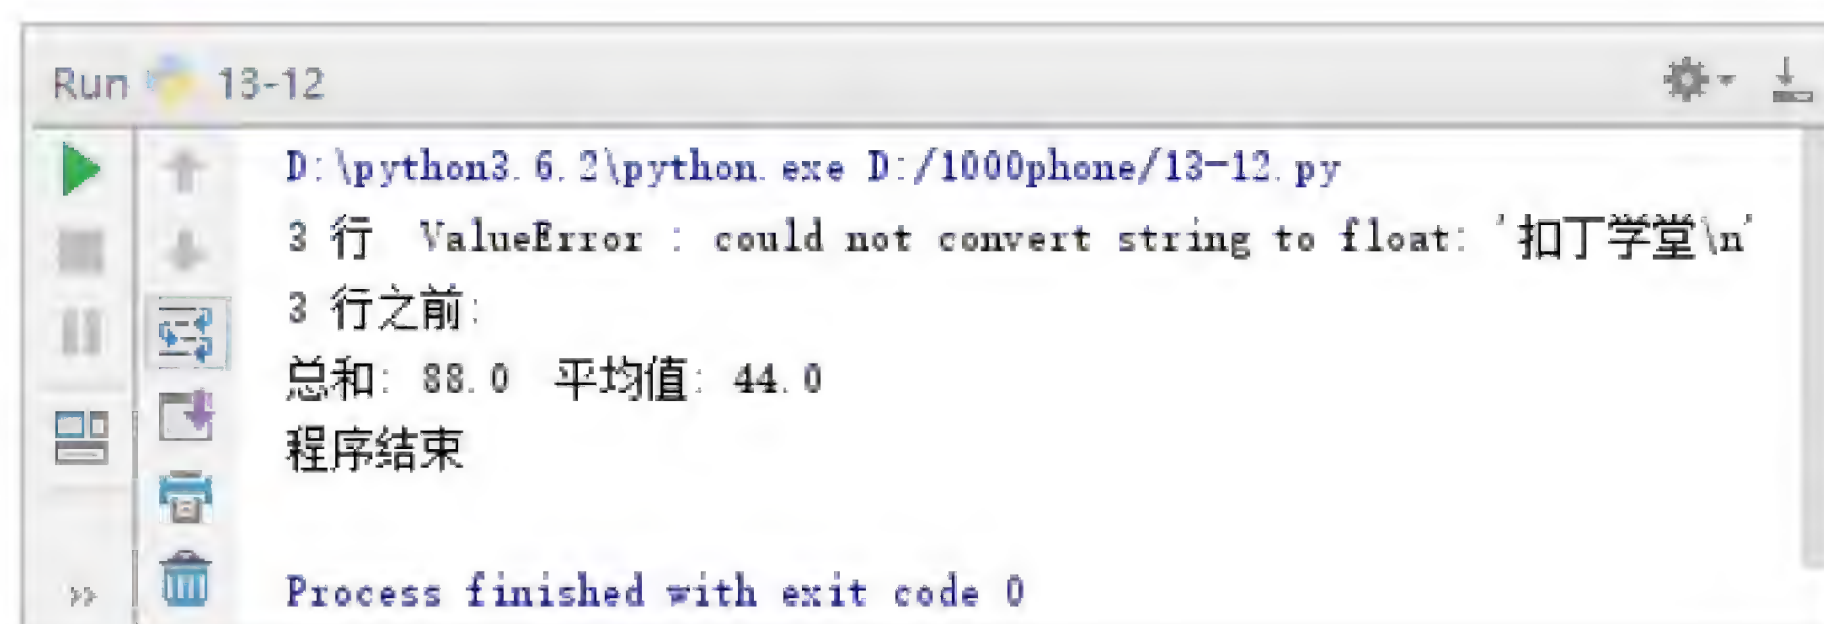 Run 13-12
D:\python3.6.2\python.exe D:/1000phone/13-12.py
3 行 ValueError : could not convert string to float: '扣丁学堂\n'
3 行之前:
总和: 88.0 平均值: 44.0
程序结束
Process finished with exit code 0